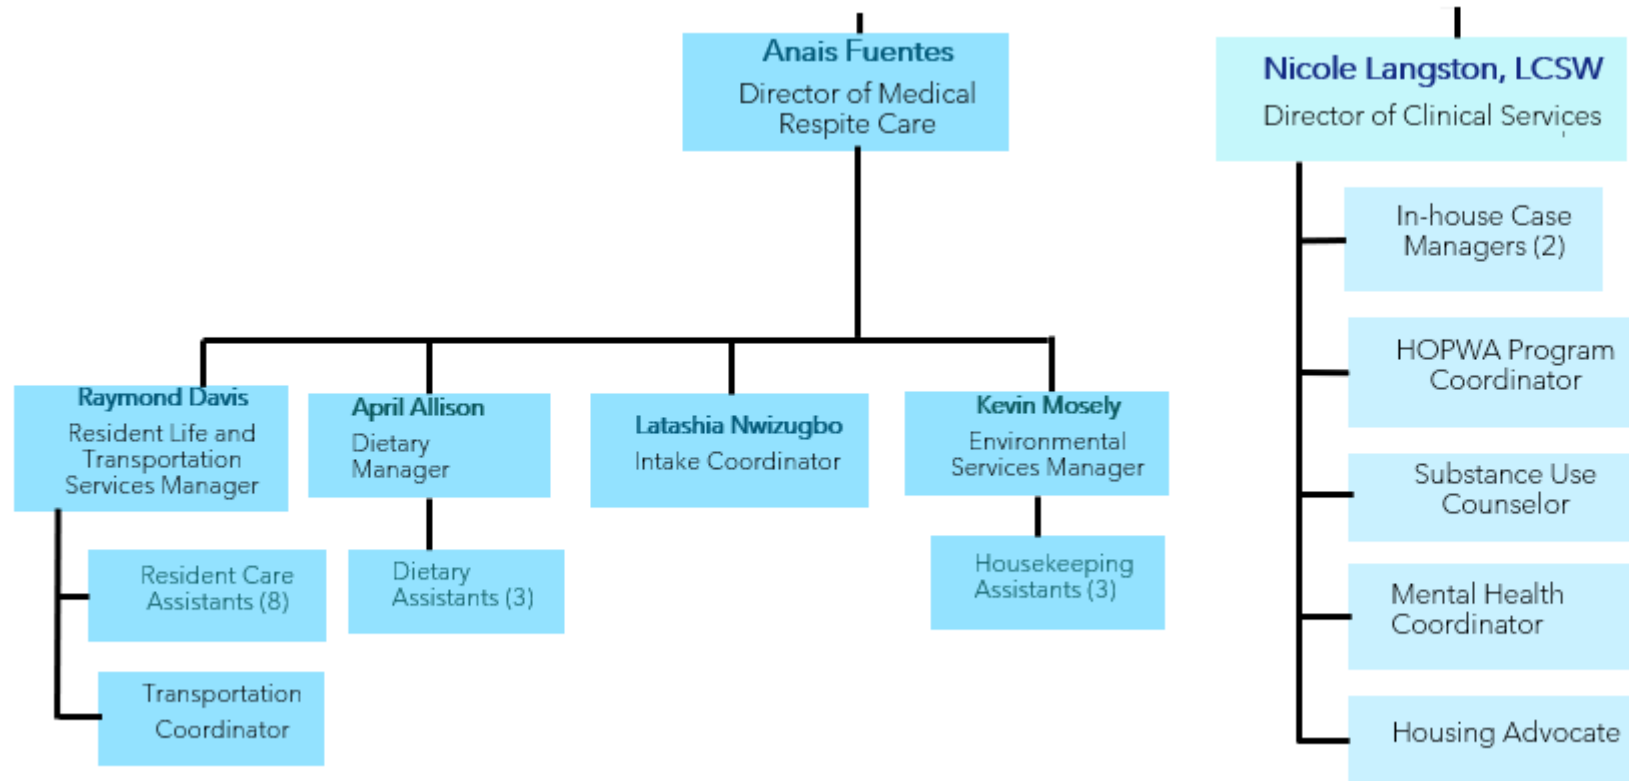 Anais Fuentes
Director of Medical
Respite Care
Nicole Langston, LCSW
Director of Clinical Services
In-house Case
Managers (2)
HOPWA Program
Coordinator
Substance Use
Counselor
Mental Health
Coordinator
Housing Advocate
Raymond Davis
Resident Life and
Transportation
Services Manager
Resident Care
Assistants (8)
Transportation
Coordinator
April Allison
Dietary
Manager
Dietary
Assistants (3)
Latashia Nwizugbo
Intake Coordinator
Kevin Mosely
Environmental
Services Manager
Housekeeping
Assistants (3)